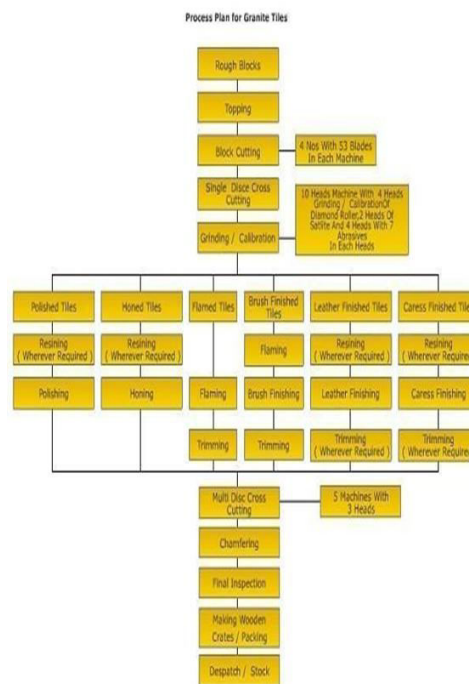 Process Plan for Granite Tiles
Rough Blocks
Topping
Block Cutting
4 Nos With 53 Blades
In Each Machine
Single Disce Cross
Cutting
Grinding / Calibration
10 Heads Machine With 4 Heads
Grinding / CalibrationOf
Diamond Roller,2 Heads Of
Satlite And 4 Heads With 7
Abrasives
In Each Heads
Polished Tiles
Honed Tiles
Flamed Tiles
Brush Finished
Tiles
Leather Finished Tiles
Caress Finished Tiles
Resining
( Wherever Required )
Resining
( Wherever Required )
Flaming
Resining
( Wherever Required )
Resining
( Wherever Required )
Polishing
Honing
Flaming
Brush Finishing
Leather Finishing
Caress Finishing
Trimming
Trimming
Trimming
( Wherever Required )
Trimming
( Wherever Required )
Multi Disc Cross
Cutting
5 Machines With
3 Heads
Chamfering
Final Inspection
Making Wooden
Crates / Packing
Despatch / Stock